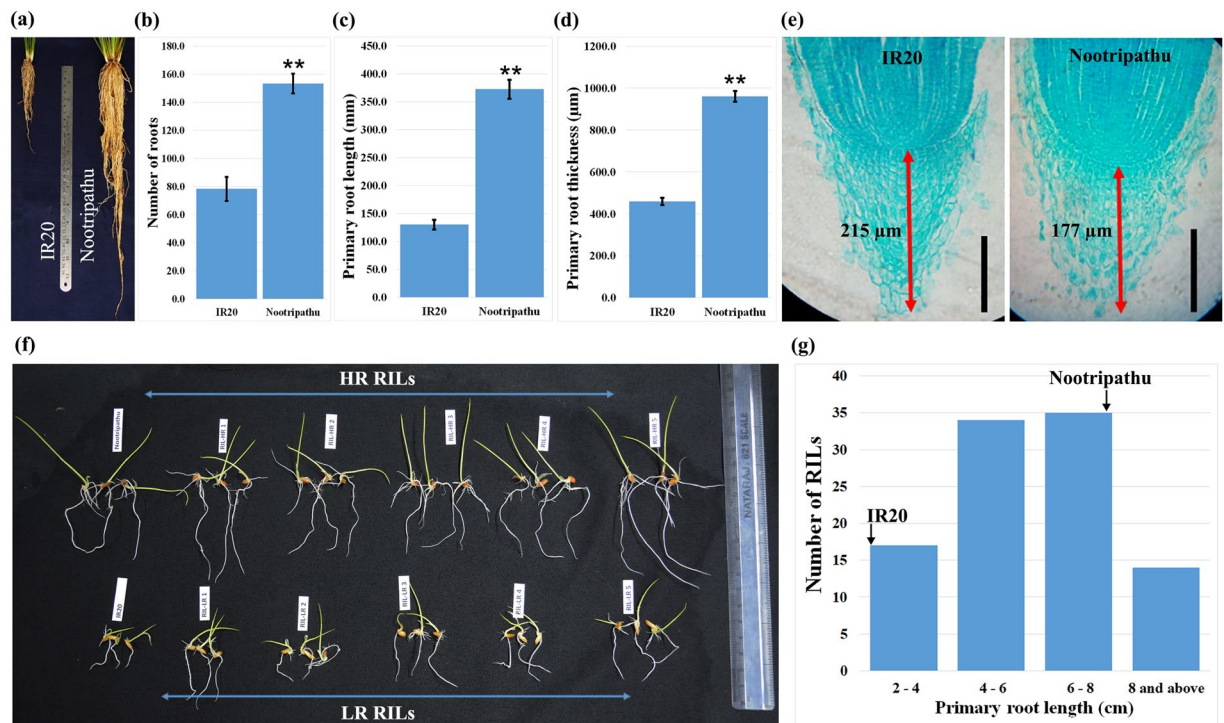 (a)
IR20
Nootripathu
(b)
Number of roots
180.0
160.0
140.0
120.0
100.0
80.0
60.0
40.0
20.0
0.0
**
IR20
Nootripathu
(c)
Primary root length (mm)
450.0
400.0
350.0
300.0
250.0
200.0
150.0
100.0
50.0
0.0
**
IR20
Nootripathu
(d)
Primary root thickness (µm)
1200.0
1000.0
800.0
600.0
400.0
200.0
0.0
**
IR20
Nootripathu
(e)
IR20
215 µm
Nootripathu
177 µm
(f)
HR RILs
Nootripathu
RIL-HR 1
RIL-HR 2
RIL-HR 3
RIL-HR 4
RIL-HR 5
NATARAJ - 621 SCALE
IR20
RIL-LR 1
RIL-LR 2
RIL-LR 3
RIL-LR 4
RIL-LR 5
LR RILs
(g)
Number of RILs
40
35
30
25
20
15
10
5
0
IR20
Nootripathu
2 - 4
4 - 6
6 - 8
8 and above
Primary root length (cm)